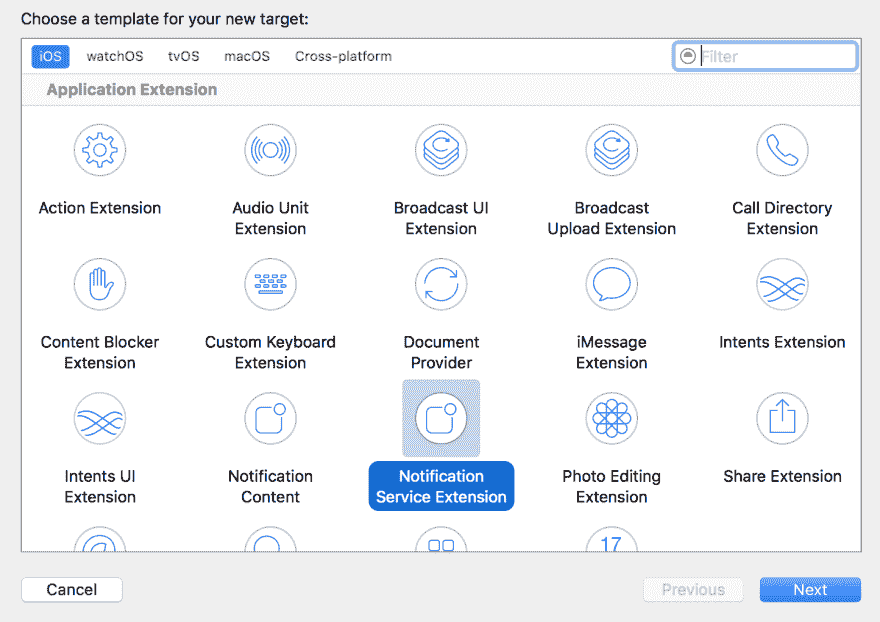 Choose a template for your new target:
iOS watchOS tvOS macOS Cross-platform Filter
Application Extension
Action Extension
Audio Unit
Extension
Broadcast UI
Extension
Broadcast
Upload Extension
Call Directory
Extension
Content Blocker
Extension
Custom Keyboard
Extension
Document
Provider
iMessage
Extension
Intents Extension
Intents UI
Extension
Notification
Content
Notification
Service Extension
Photo Editing
Extension
Share Extension
17
Cancel Previous Next